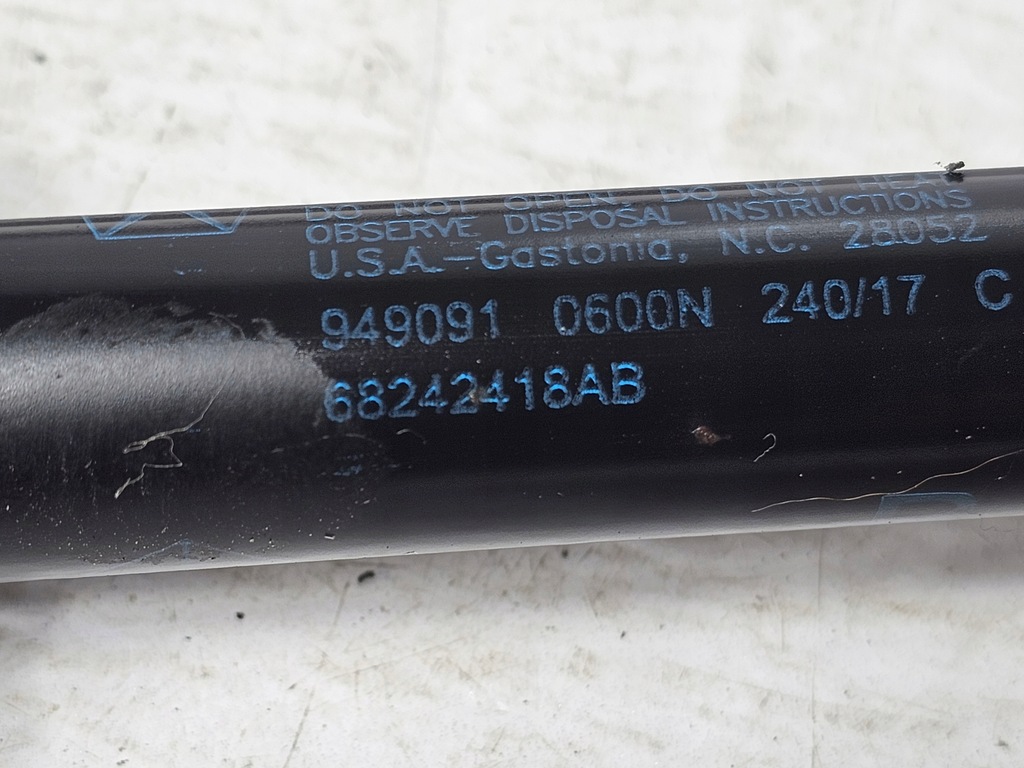 DO NOT OPEN. DO NOT HEAT
OBSERVE DISPOSAL INSTRUCTIONS
U.S.A.-Gastonia, N.C. 28052
949091 0600N 240/17 C
68242418AB